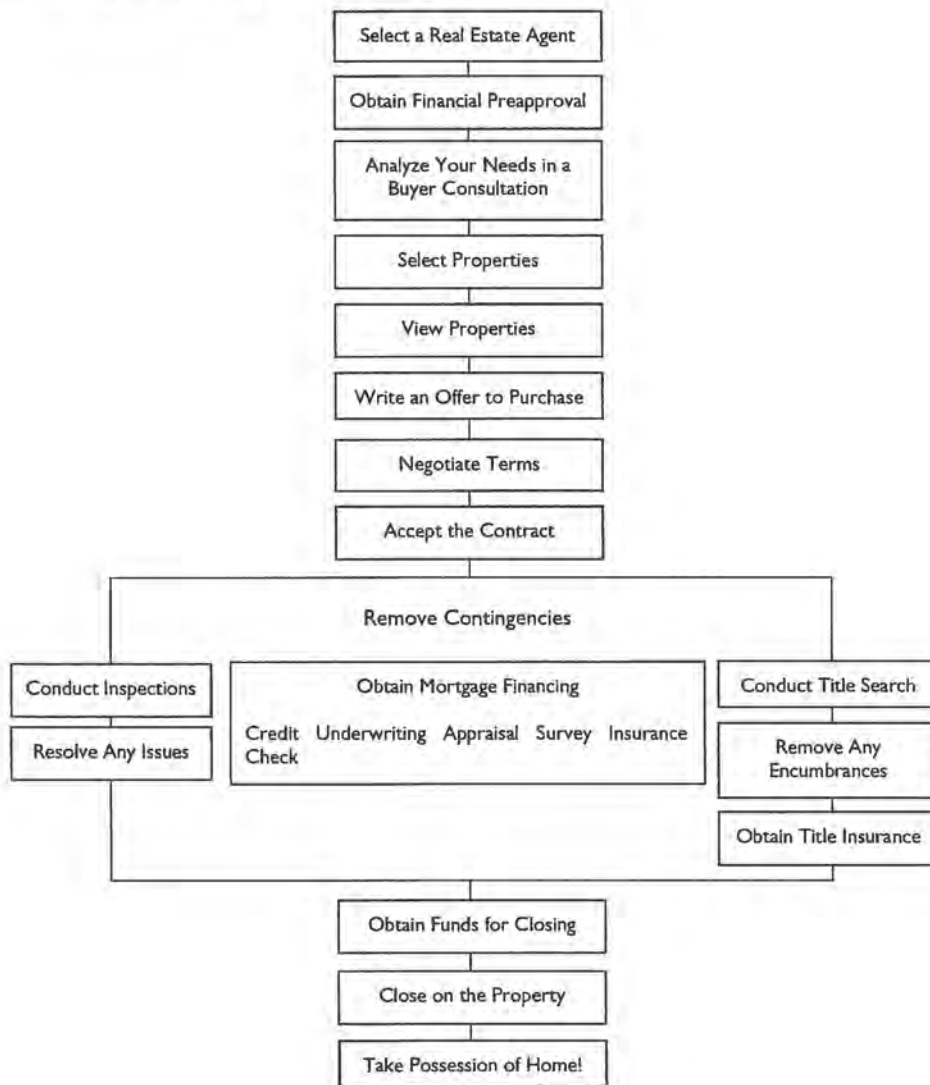 Select a Real Estate Agent
Obtain Financial Preapproval
Analyze Your Needs in a
Buyer Consultation
Select Properties
View Properties
Write an Offer to Purchase
Negotiate Terms
Accept the Contract
Remove Contingencies
Conduct Inspections
Resolve Any Issues
Obtain Mortgage Financing
Credit Underwriting Appraisal Survey Insurance
Check
Conduct Title Search
Remove Any
Encumbrances
Obtain Title Insurance
Obtain Funds for Closing
Close on the Property
Take Possession of Home!